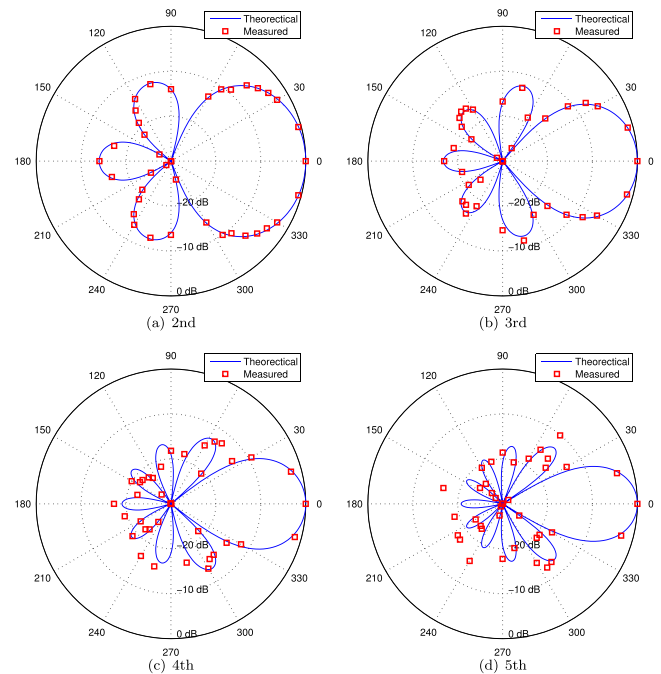 90
Theorectical
Measured
120
150
30
180
0
−20 dB
−10 dB
0 dB
210
330
240
300
270
(a) 2nd
90
Theorectical
Measured
120
150
30
180
0
−20 dB
−10 dB
0 dB
210
330
240
300
270
(b) 3rd
90
Theorectical
Measured
120
150
30
180
0
−20 dB
−10 dB
0 dB
210
330
240
300
270
(c) 4th
90
Theorectical
Measured
120
150
30
180
0
−20 dB
−10 dB
0 dB
210
330
240
300
270
(d) 5th